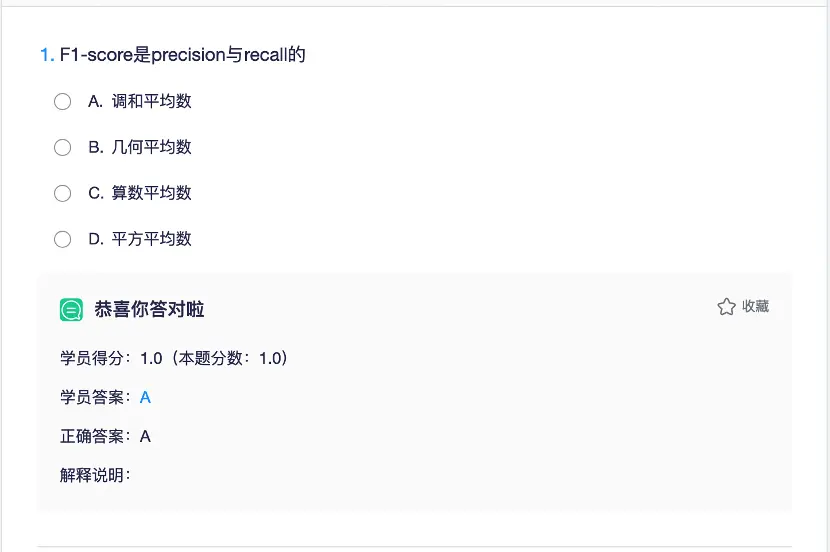 1. F1-score是precision与recall的
A. 调和平均数
B. 几何平均数
C. 算数平均数
D. 平方平均数
恭喜你答对啦
收藏
学员得分：1.0（本题分数：1.0）
学员答案：A
正确答案：A
解释说明：